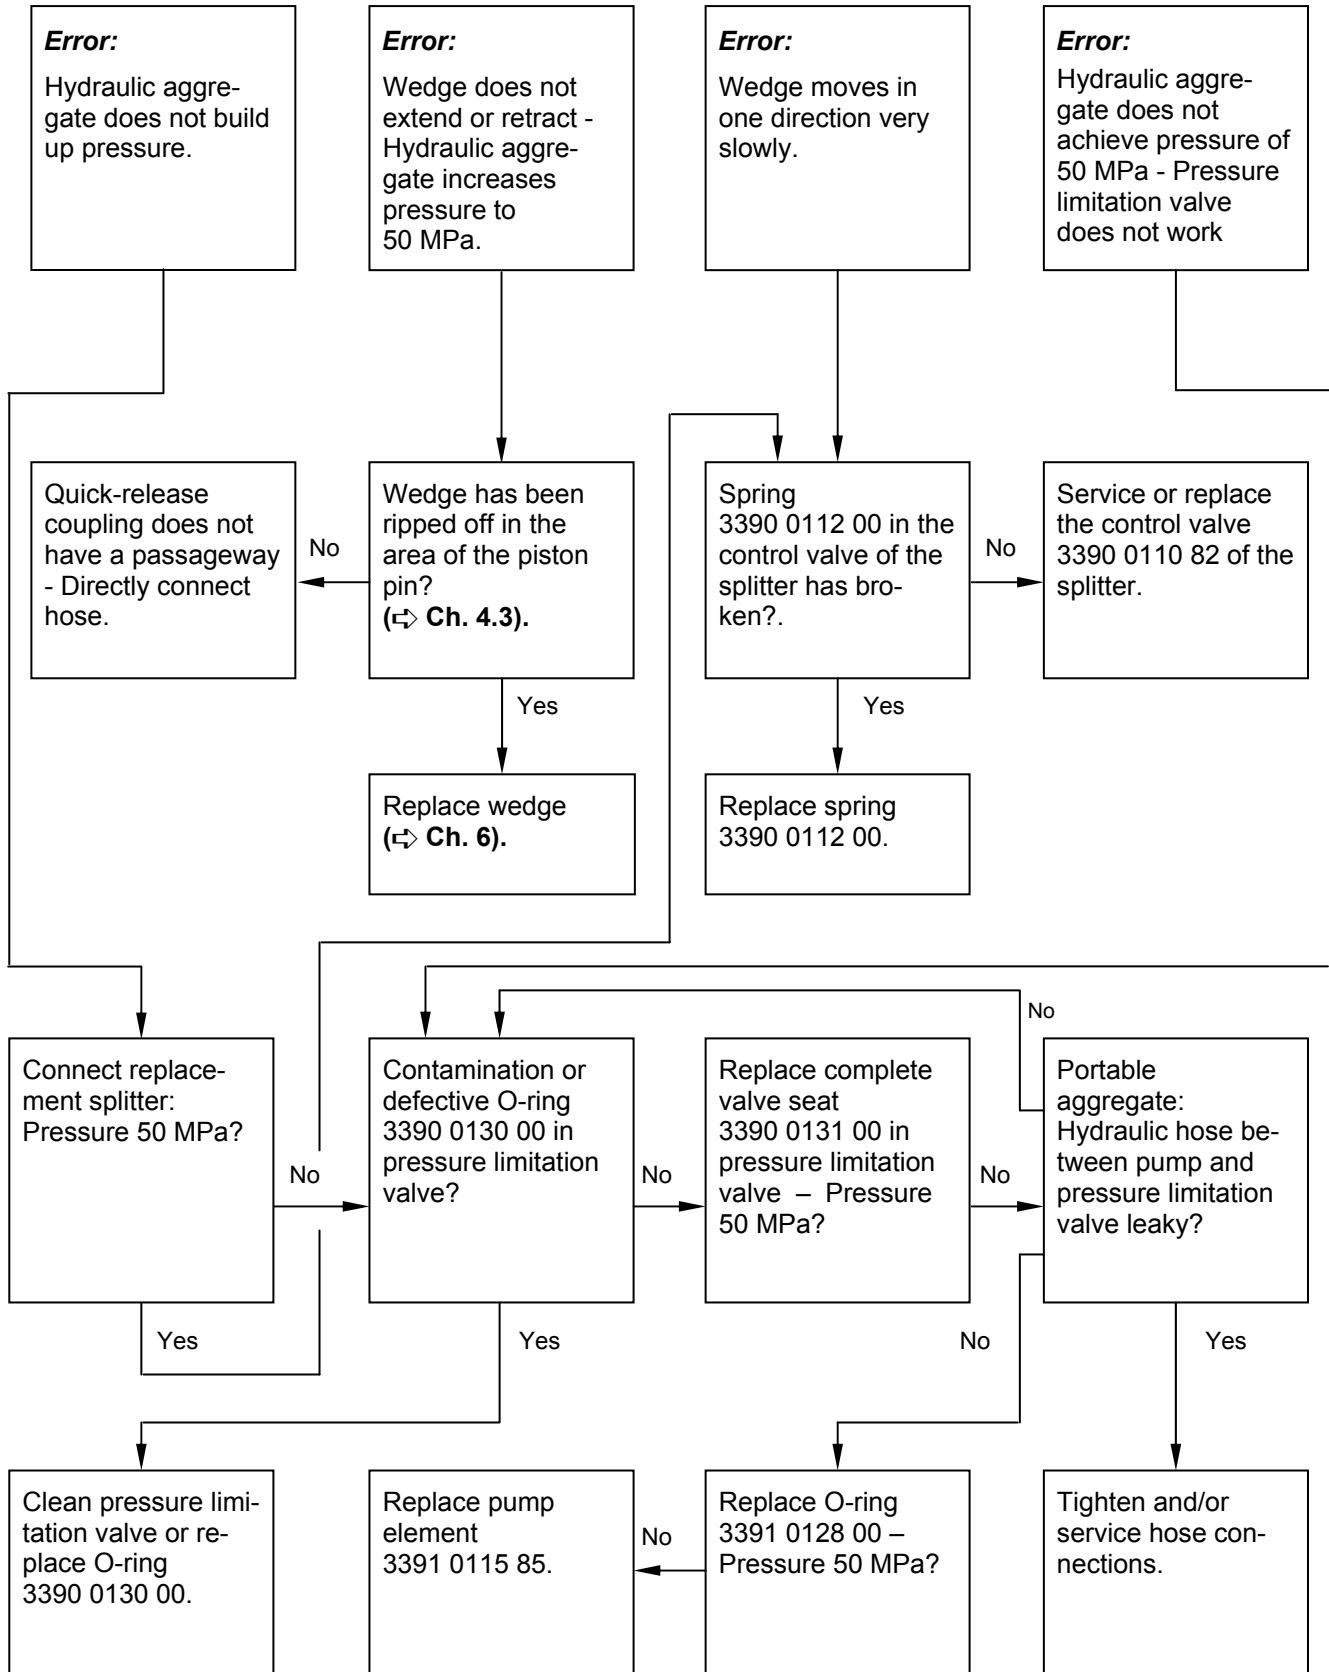 Error:
Hydraulic aggre-
gate does not build
up pressure.
Error:
Wedge does not
extend or retract -
Hydraulic aggre-
gate increases
pressure to
50 MPa.
Error:
Wedge moves in
one direction very
slowly.
Error:
Hydraulic aggre-
gate does not
achieve pressure of
50 MPa - Pressure
limitation valve
does not work
Quick-release
coupling does not
have a passageway
- Directly connect
hose.
No
Wedge has been
ripped off in the
area of the piston
pin?
(➪ Ch. 4.3).
Spring
3390 0112 00 in the
control valve of the
splitter has bro-
ken?.
No
Service or replace
the control valve
3390 0110 82 of the
splitter.
Yes
Yes
Replace wedge
(➪ Ch. 6).
Replace spring
3390 0112 00.
No
Connect replace-
ment splitter:
Pressure 50 MPa?
No
Contamination or
defective O-ring
3390 0130 00 in
pressure limitation
valve?
No
Replace complete
valve seat
3390 0131 00 in
pressure limitation
valve – Pressure
50 MPa?
No
Portable
aggregate:
Hydraulic hose be-
tween pump and
pressure limitation
valve leaky?
Yes
Yes
No
Yes
Clean pressure limi-
tation valve or re-
place O-ring
3390 0130 00.
Replace pump
element
3391 0115 85.
No
Replace O-ring
3391 0128 00 –
Pressure 50 MPa?
Tighten and/or
service hose con-
nections.